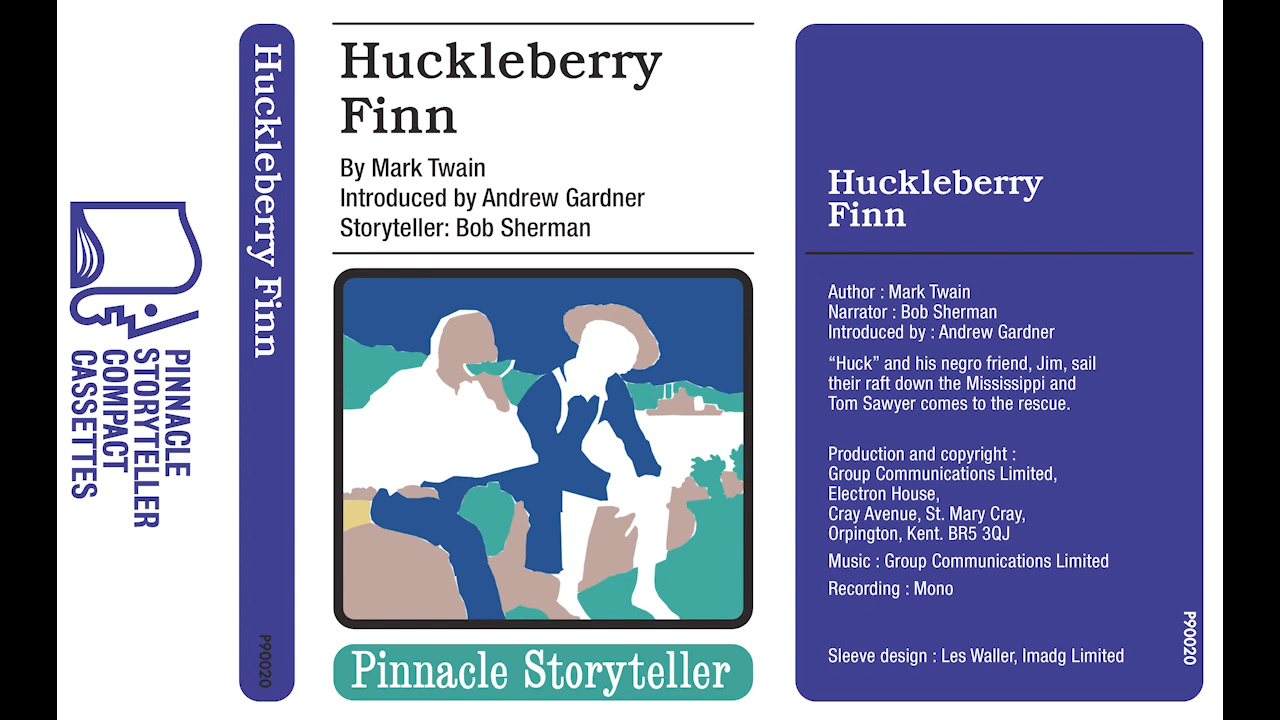 PINNACLE
STORYTELLER
COMPACT
CASSETTES
Huckleberry Finn
P90020
Huckleberry
Finn
By Mark Twain
Introduced by Andrew Gardner
Storyteller: Bob Sherman
Pinnacle Storyteller
Huckleberry
Finn
Author : Mark Twain
Narrator : Bob Sherman
Introduced by : Andrew Gardner
“Huck” and his negro friend, Jim, sail
their raft down the Mississippi and
Tom Sawyer comes to the rescue.
Production and copyright :
Group Communications Limited,
Electron House,
Cray Avenue, St. Mary Cray,
Orpington, Kent. BR5 3QJ
Music : Group Communications Limited
Recording : Mono
Sleeve design : Les Waller, Imadg Limited
P90020